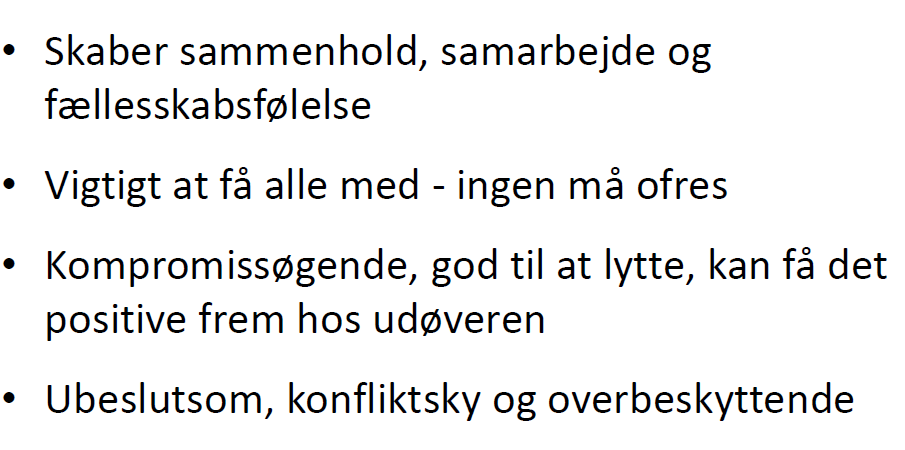 • Skaber sammenhold, samarbejde og
fællesskabsfølelse
• Vigtigt at få alle med - ingen må ofres
• Kompromissøgende, god til at lytte, kan få det
positive frem hos udøveren
• Ubeslutsom, konfliktsky og overbeskyttende